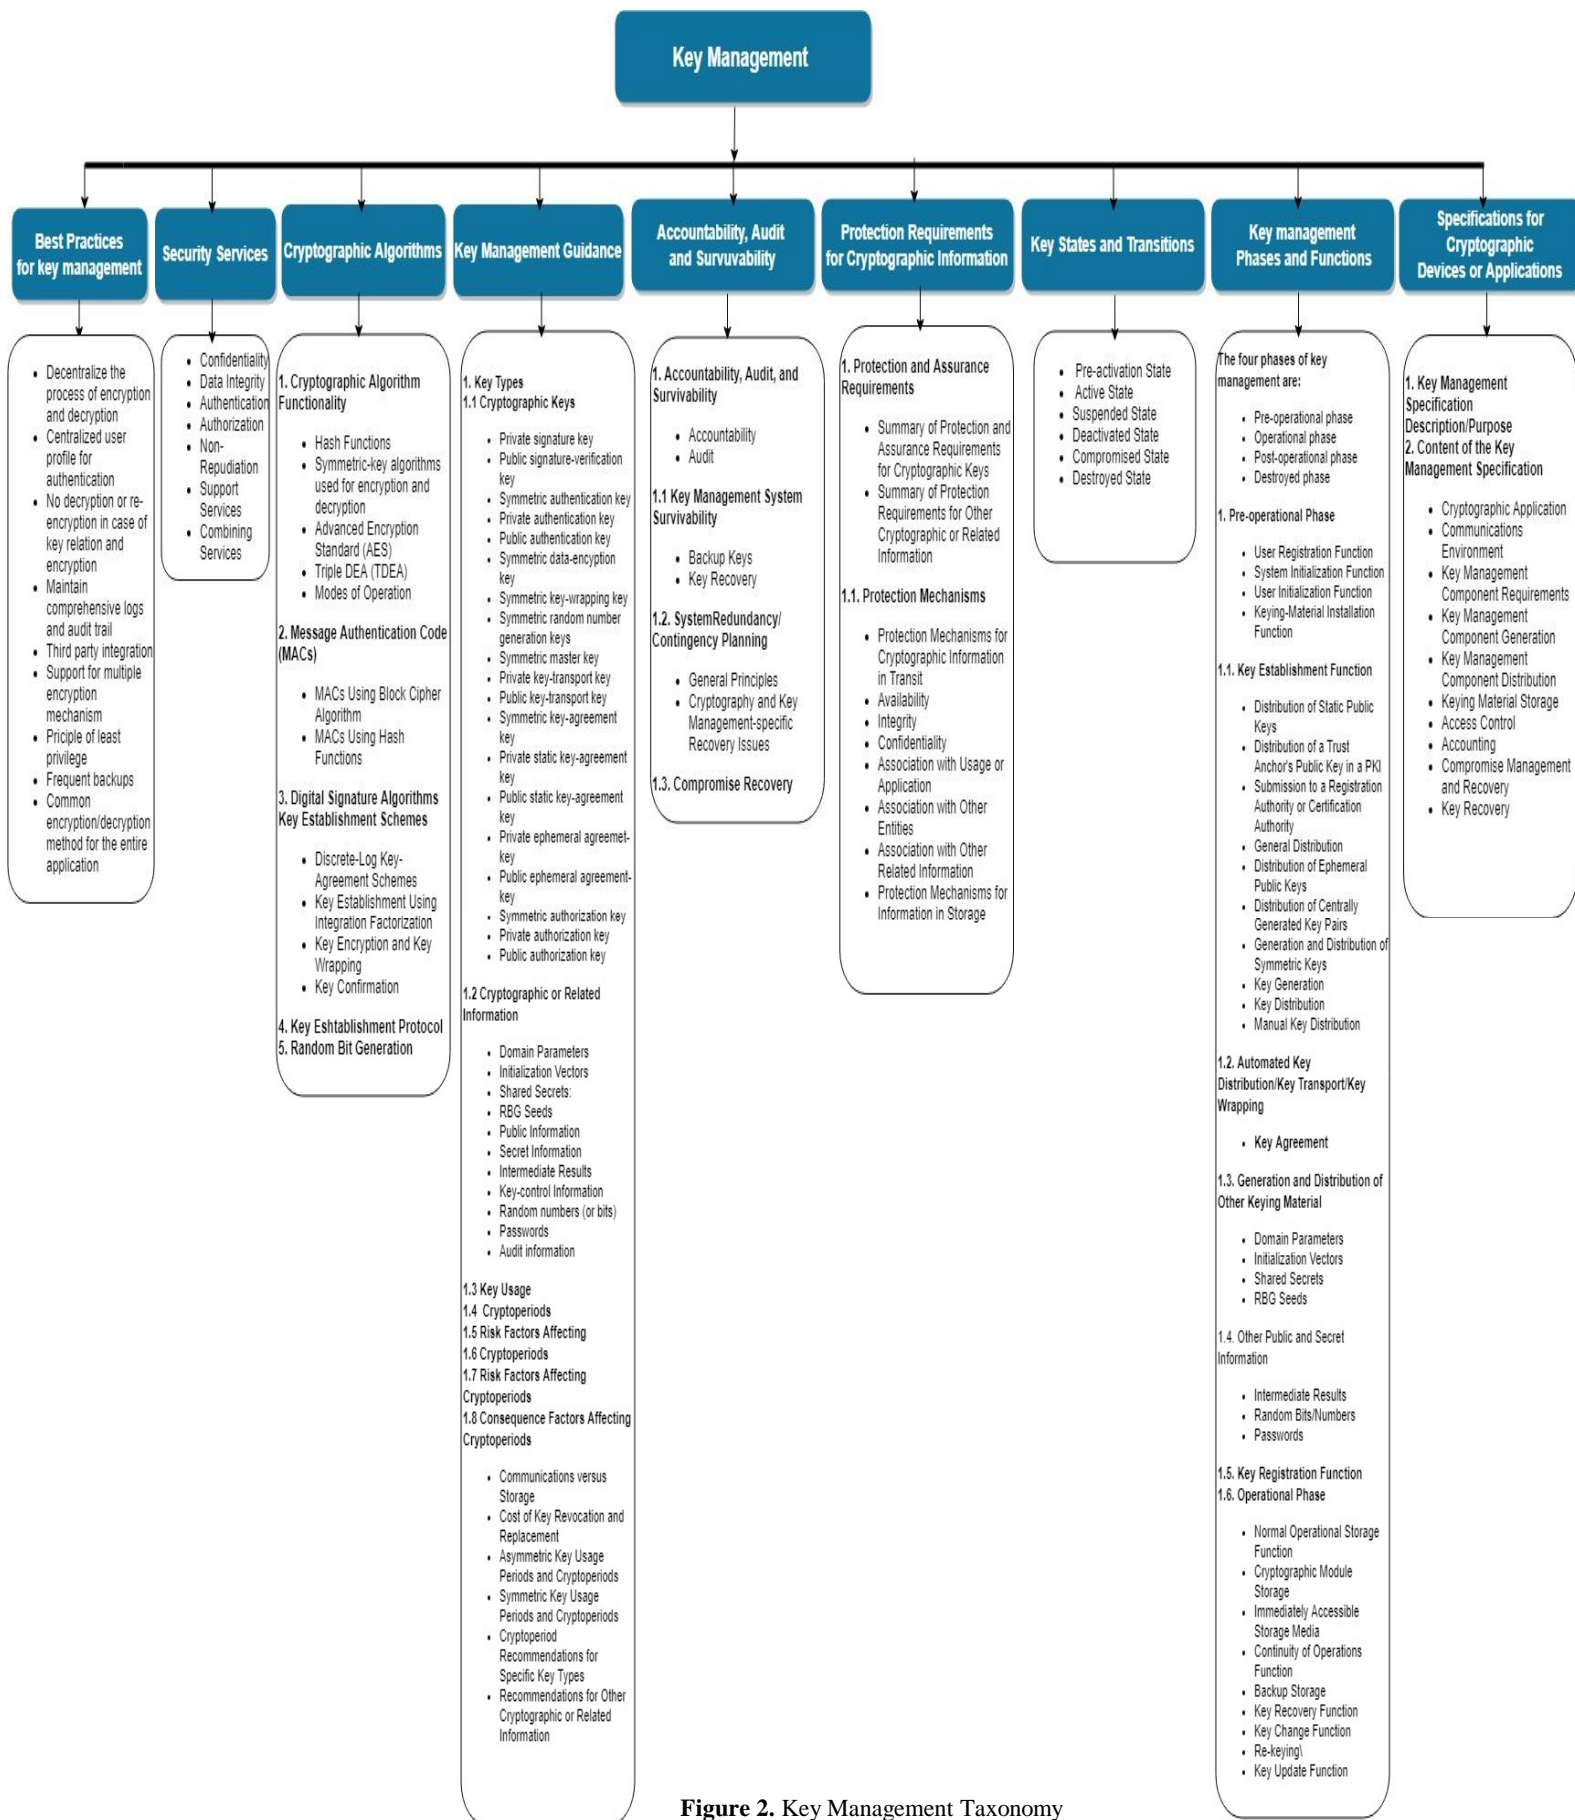 Key Management
Best Practices
for key management
Security Services
Cryptographic Algorithms
Key Management Guidance
Accountability, Audit
and Survuvability
Protection Requirements
for Cryptographic Information
Key States and Transitions
Key management
Phases and Functions
Specifications for
Cryptographic
Devices or Applications
• Decentralize the
process of encryption
and decryption
• Centralized user
profile for
authentication
• No decryption or re-
encryption in case of
key relation and
encryption
• Maintain
comprehensive logs
and audit trail
• Third party integration
• Support for multiple
encryption
mechanism
• Priciple of least
privilege
• Frequent backups
• Common
encryption/decryption
method for the entire
application
• Confidentiality
• Data Integrity
• Authentication
• Authorization
• Non-
Repudiation
• Support
Services
• Combining
Services
1. Cryptographic Algorithm
Functionality
• Hash Functions
• Symmetric-key algorithms
used for encryption and
decryption
• Advanced Encryption
Standard (AES)
• Triple DEA (TDEA)
• Modes of Operation
2. Message Authentication Code
(MACs)
• MACs Using Block Cipher
Algorithm
• MACs Using Hash
Functions
3. Digital Signature Algorithms
Key Establishment Schemes
• Discrete-Log Key-
Agreement Schemes
• Key Establishment Using
Integration Factorization
• Key Encryption and Key
Wrapping
• Key Confirmation
4. Key Eshtablishment Protocol
5. Random Bit Generation
1. Key Types
1.1 Cryptographic Keys
• Private signature key
• Public signature-verification
key
• Symmetric authentication key
• Private authentication key
• Public authentication key
• Symmetric data-encyption
key
• Symmetric key-wrapping key
• Symmetric random number
generation keys
• Symmetric master key
• Private key-transport key
• Public key-transport key
• Symmetric key-agreement
key
• Private static key-agreement
key
• Public static key-agreement
key
• Private ephemeral agreemet-
key
• Public ephemeral agreement-
key
• Symmetric authorization key
• Private authorization key
• Public authorization key
1.2 Cryptographic or Related
Information
• Domain Parameters
• Initialization Vectors
• Shared Secrets:
• RBG Seeds
• Public Information
• Secret Information
• Intermediate Results
• Key-control Information
• Random numbers (or bits)
• Passwords
• Audit information
1.3 Key Usage
1.4 Cryptoperiods
1.5 Risk Factors Affecting
1.6 Cryptoperiods
1.7 Risk Factors Affecting
Cryptoperiods
1.8 Consequence Factors Affecting
Cryptoperiods
• Communications versus
Storage
• Cost of Key Revocation and
Replacement
• Asymmetric Key Usage
Periods and Cryptoperiods
• Symmetric Key Usage
Periods and Cryptoperiods
• Cryptoperiod
Recommendations for
Specific Key Types
• Recommendations for Other
Cryptographic or Related
Information
1. Accountability, Audit, and
Survivability
• Accountability
• Audit
1.1 Key Management System
Survivability
• Backup Keys
• Key Recovery
1.2. SystemRedundancy/
Contingency Planning
• General Principles
• Cryptography and Key
Management-specific
Recovery Issues
1.3. Compromise Recovery
1. Protection and Assurance
Requirements
• Summary of Protection and
Assurance Requirements
for Cryptographic Keys
• Summary of Protection
Requirements for Other
Cryptographic or Related
Information
1.1. Protection Mechanisms
• Protection Mechanisms for
Cryptographic Information
in Transit
• Availability
• Integrity
• Confidentiality
• Association with Usage or
Application
• Association with Other
Entities
• Association with Other
Related Information
• Protection Mechanisms for
Information in Storage
• Pre-activation State
• Active State
• Suspended State
• Deactivated State
• Compromised State
• Destroyed State
The four phases of key
management are:
• Pre-operational phase
• Operational phase
• Post-operational phase
• Destroyed phase
1. Pre-operational Phase
• User Registration Function
• System Initialization Function
• User Initialization Function
• Keying-Material Installation
Function
1.1. Key Establishment Function
• Distribution of Static Public
Keys
• Distribution of a Trust
Anchor's Public Key in a PKI
• Submission to a Registration
Authority or Certification
Authority
• General Distribution
• Distribution of Ephemeral
Public Keys
• Distribution of Centrally
Generated Key Pairs
• Generation and Distribution of
Symmetric Keys
• Key Generation
• Key Distribution
• Manual Key Distribution
1.2. Automated Key
Distribution/Key Transport/Key
Wrapping
• Key Agreement
1.3. Generation and Distribution of
Other Keying Material
• Domain Parameters
• Initialization Vectors
• Shared Secrets
• RBG Seeds
1.4. Other Public and Secret
Information
• Intermediate Results
• Random Bits/Numbers
• Passwords
1.5. Key Registration Function
1.6. Operational Phase
• Normal Operational Storage
Function
• Cryptographic Module
Storage
• Immediately Accessible
Storage Media
• Continuity of Operations
Function
• Backup Storage
• Key Recovery Function
• Key Change Function
• Re-keying\
• Key Update Function
1. Key Management
Specification
Description/Purpose
2. Content of the Key
Management Specification
• Cryptographic Application
• Communications
Environment
• Key Management
Component Requirements
• Key Management
Component Generation
• Key Management
Component Distribution
• Keying Material Storage
• Access Control
• Accounting
• Compromise Management
and Recovery
• Key Recovery
Figure 2. Key Management Taxonomy